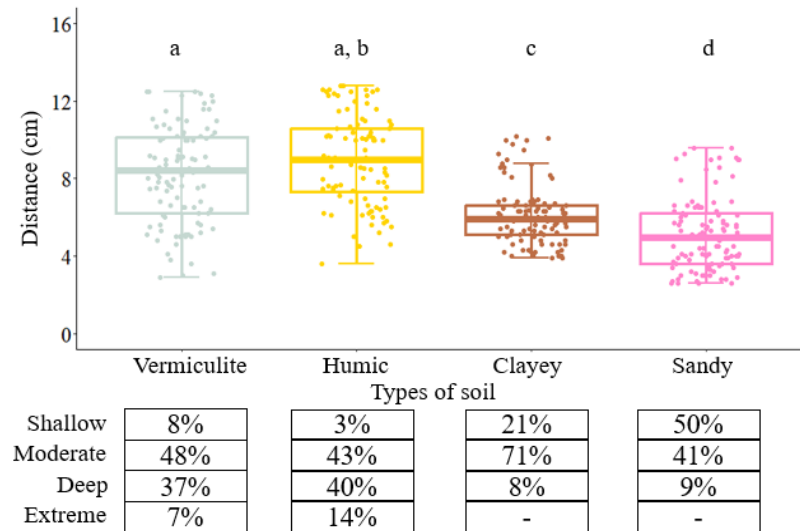 16
a a, b c d
12
8
4
0
Distance (cm)
Vermiculite Humic Clayey Sandy
Types of soil
Shallow 8% 3% 21% 50%
Moderate 48% 43% 71% 41%
Deep 37% 40% 8% 9%
Extreme 7% 14% - -